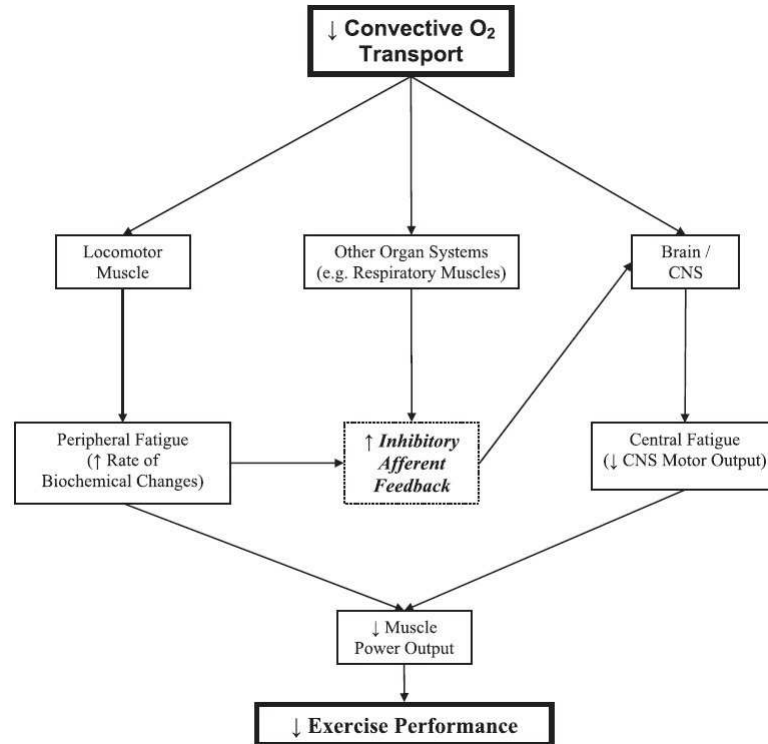 ↓ Convective O₂
Transport
Locomotor
Muscle
Other Organ Systems
(e.g. Respiratory Muscles)
Brain /
CNS
Peripheral Fatigue
(↑ Rate of
Biochemical Changes)
↑ Inhibitory
Afferent
Feedback
Central Fatigue
(↓ CNS Motor Output)
↓ Muscle
Power Output
↓ Exercise Performance